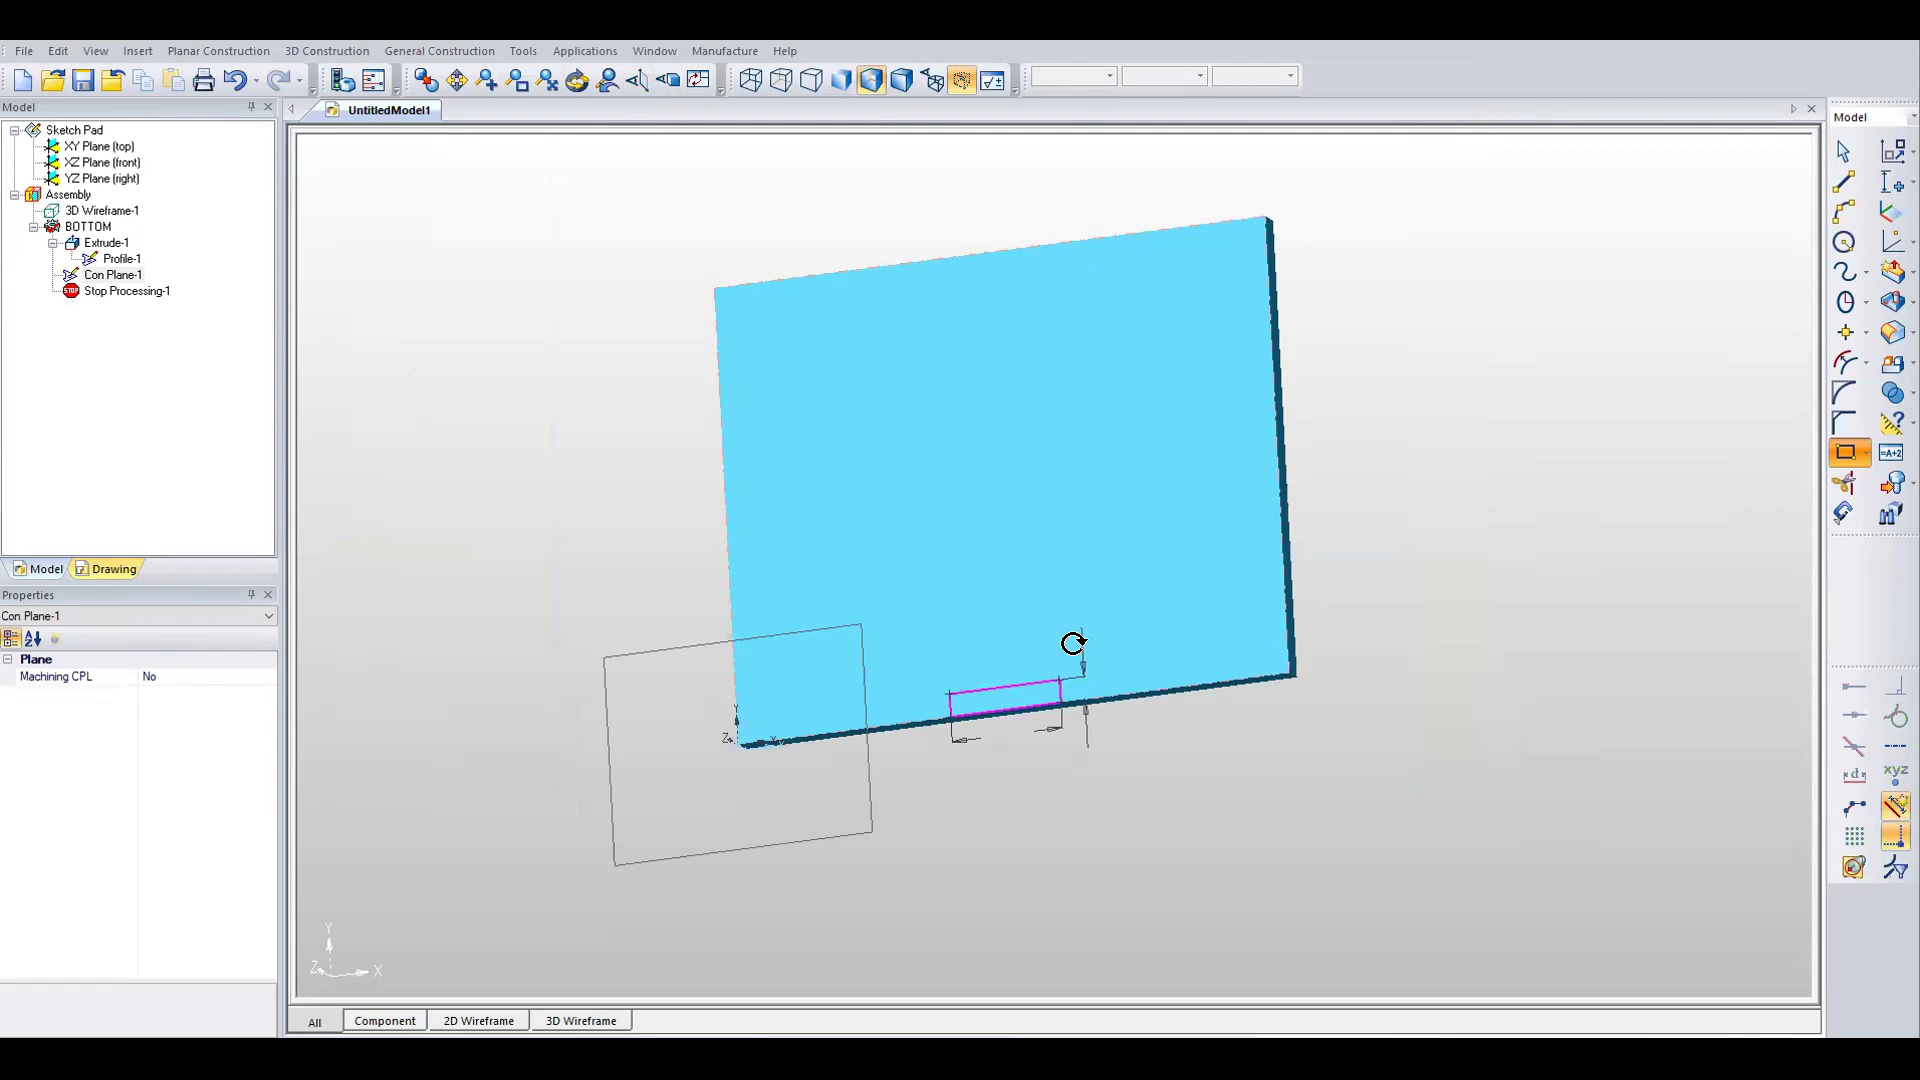 File Edit View Insert Planar Construction 3D Construction General Construction Tools Applications Window Manufacture Help
Model
UntitledModel1
Model
Sketch Pad
XY Plane (top)
XZ Plane (front)
YZ Plane (right)
Assembly
3D Wireframe-1
BOTTOM
Extrude-1
Profile-1
Con Plane-1
STOP Stop Processing-1
Model Drawing
Properties
Con Plane-1
Plane
Machining CPL No
=A+2
xyz
d
Y
Z X
Y
Z X
All Component 2D Wireframe 3D Wireframe